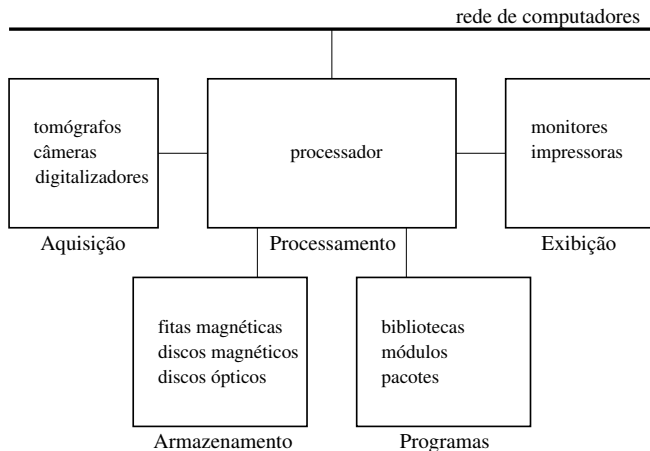 rede de computadores
tomógrafos
câmeras
digitalizadores
Aquisição
processador
Processamento
monitores
impressoras
Exibição
fitas magnéticas
discos magnéticos
discos ópticos
Armazenamento
bibliotecas
módulos
pacotes
Programas